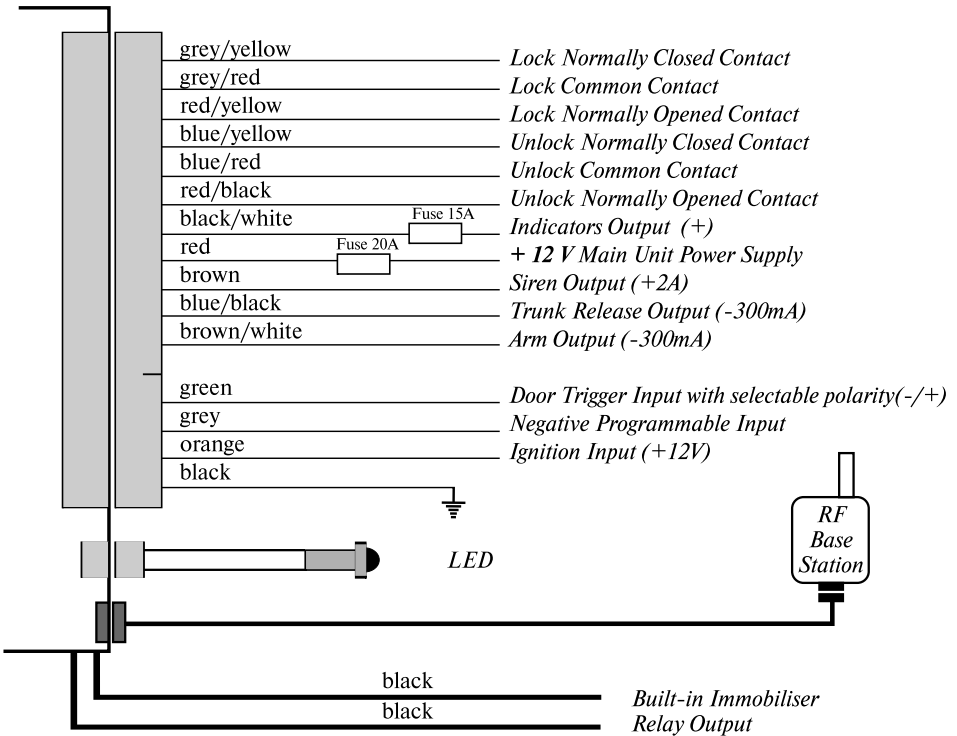 grey/yellow Lock Normally Closed Contact
grey/red Lock Common Contact
red/yellow Lock Normally Opened Contact
blue/yellow Unlock Normally Closed Contact
blue/red Unlock Common Contact
red/black Unlock Normally Opened Contact
black/white Fuse 15A Indicators Output (+)
red Fuse 20A + 12 V Main Unit Power Supply
brown Siren Output (+2A)
blue/black Trunk Release Output (-300mA)
brown/white Arm Output (-300mA)
green Door Trigger Input with selectable polarity(-/+)
grey Negative Programmable Input
orange Ignition Input (+12V)
black
RF
Base
Station
LED
black Built-in Immobiliser
black Relay Output